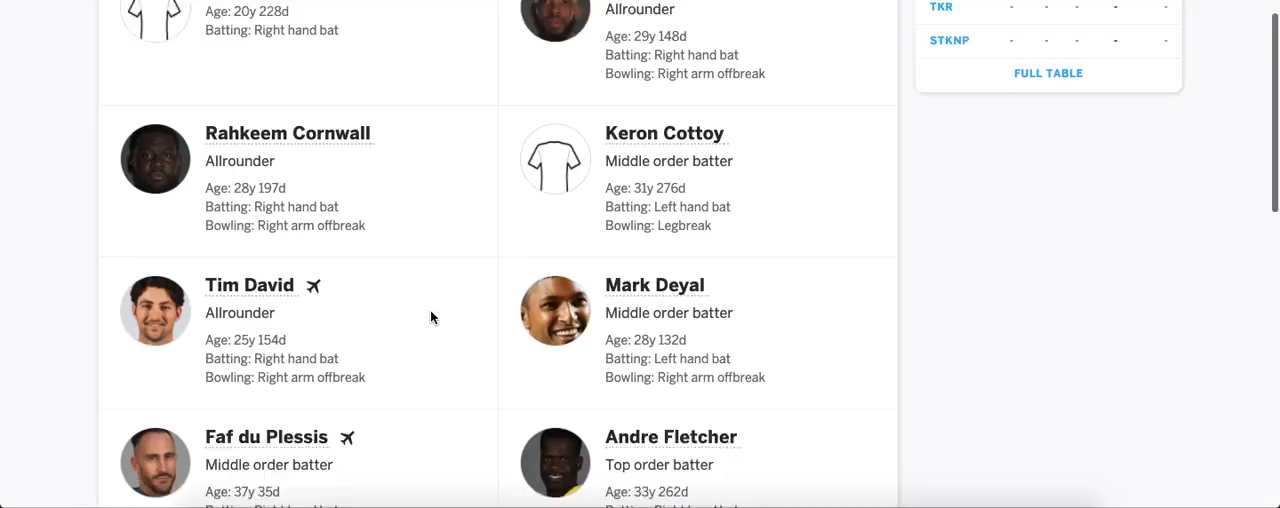 Age: 20y 228d
Batting: Right hand bat
Allrounder
Age: 29y 148d
Batting: Right hand bat
Bowling: Right arm offbreak
TKR - - - - -
STKNP - - - - -
FULL TABLE
Rahkeem Cornwall
Allrounder
Age: 28y 197d
Batting: Right hand bat
Bowling: Right arm offbreak
Keron Cottoy
Middle order batter
Age: 31y 276d
Batting: Left hand bat
Bowling: Legbreak
Tim David
Allrounder
Age: 25y 154d
Batting: Right hand bat
Bowling: Right arm offbreak
Mark Deyal
Middle order batter
Age: 28y 132d
Batting: Left hand bat
Bowling: Right arm offbreak
Faf du Plessis
Middle order batter
Age: 37y 35d
Andre Fletcher
Top order batter
Age: 33y 262d